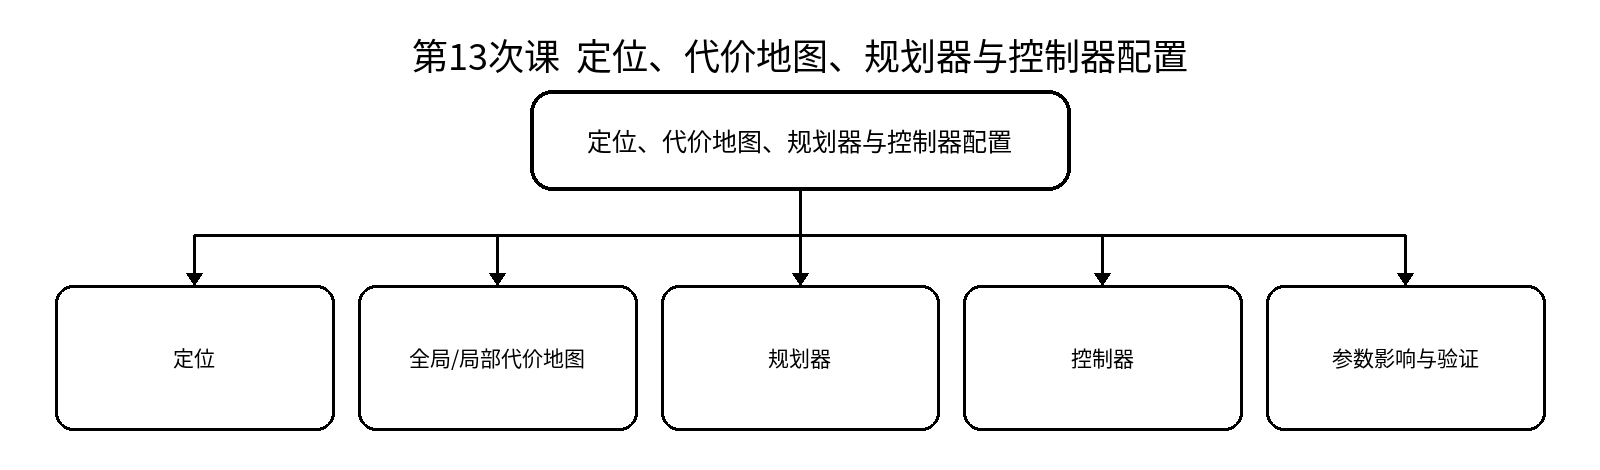 第13次课 定位、代价地图、规划器与控制器配置
定位、代价地图、规划器与控制器配置
定位
全局/局部代价地图
规划器
控制器
参数影响与验证